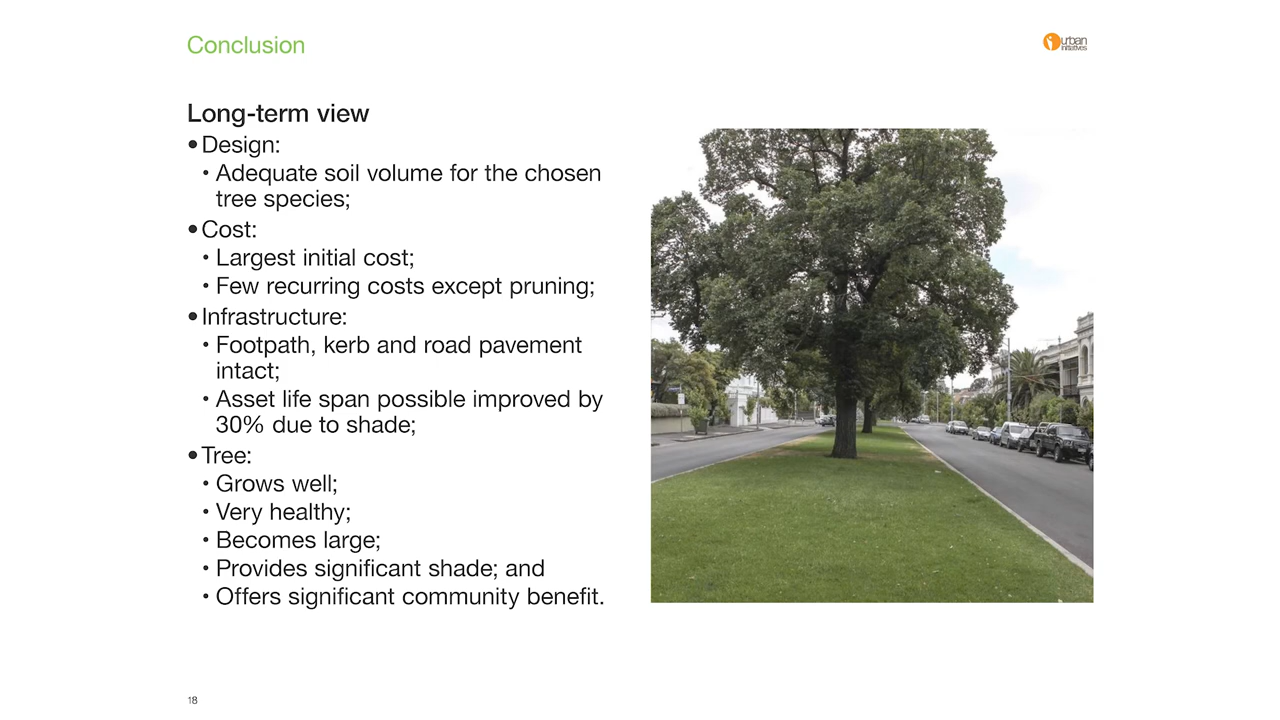 Conclusion
urban
initiatives
Long-term view
• Design:
• Adequate soil volume for the chosen
tree species;
• Cost:
• Largest initial cost;
• Few recurring costs except pruning;
• Infrastructure:
• Footpath, kerb and road pavement
intact;
• Asset life span possible improved by
30% due to shade;
• Tree:
• Grows well;
• Very healthy;
• Becomes large;
• Provides significant shade; and
• Offers significant community benefit.
18